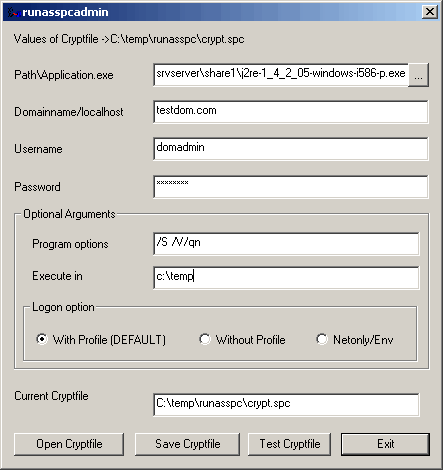 runasspcadmin
Values of Cryptfile ->C:\temp\runasspc\crypt.spc
Path\Application.exe srvserver\share1\j2re-1_4_2_05-windows-i586-p.exe ...
Domainname/localhost testdom.com
Username domadmin
Password xxxxxxxx
Optional Arguments
Program options /S /V/qn
Execute in c:\temp
Logon option
With Profile (DEFAULT) Without Profile Netonly/Env
Current Cryptfile C:\temp\runasspc\crypt.spc
Open Cryptfile Save Cryptfile Test Cryptfile Exit